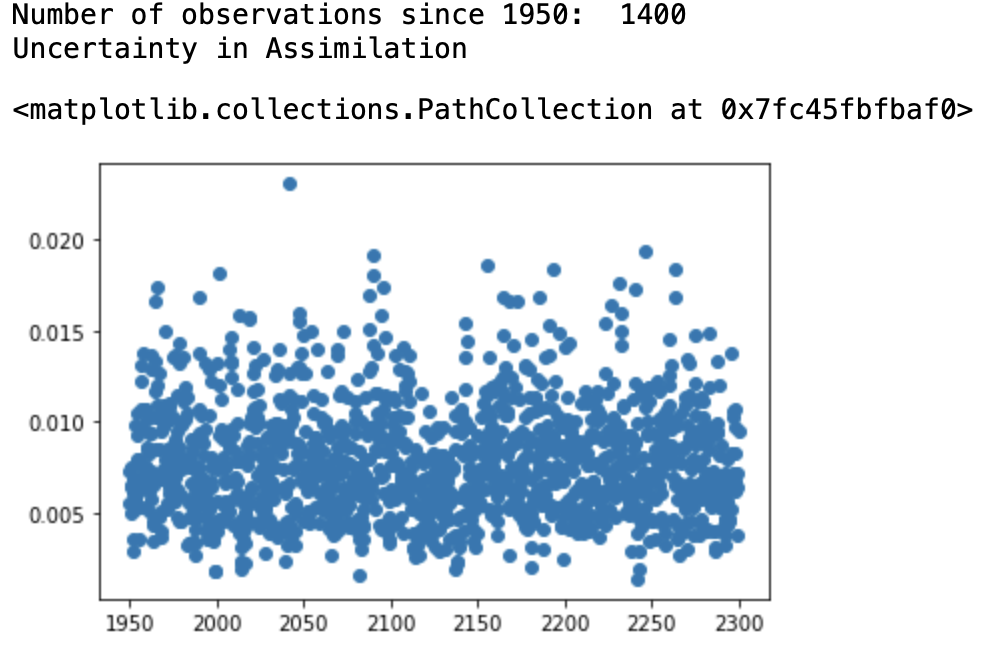 Number of observations since 1950:  1400
Uncertainty in Assimilation
<matplotlib.collections.PathCollection at 0x7fc45fbfbaf0>
0.020
0.015
0.010
0.005
1950 2000 2050 2100 2150 2200 2250 2300